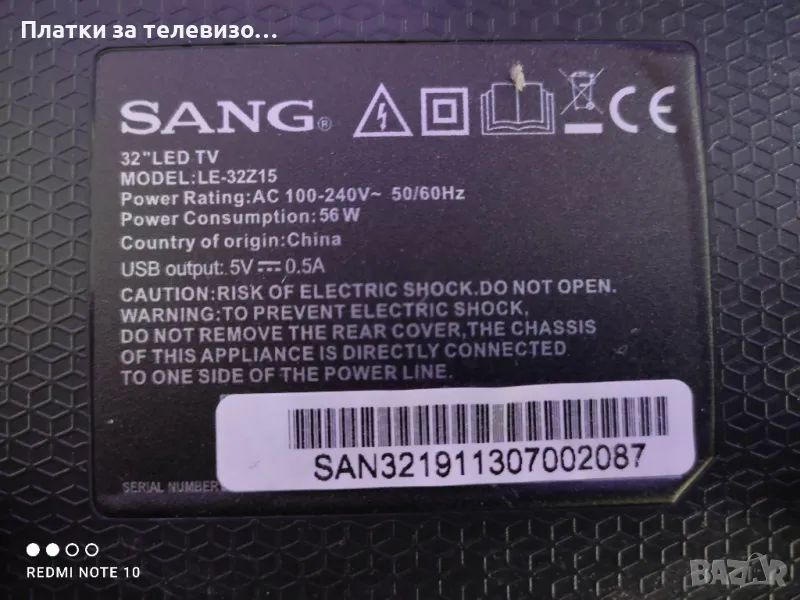 Платки за телевизо...
SANG®
CE
32"LED TV
MODEL:LE-32Z15
Power Rating:AC 100-240V~ 50/60Hz
Power Consumption:56W
Country of origin:China
USB output: 5V⎓0.5A
CAUTION:RISK OF ELECTRIC SHOCK.DO NOT OPEN.
WARNING:TO PREVENT ELECTRIC SHOCK,
DO NOT REMOVE THE REAR COVER,THE CHASSIS
OF THIS APPLIANCE IS DIRECTLY CONNECTED
TO ONE SIDE OF THE POWER LINE.
SAN321911307002087
SERIAL NUMBER
REDMI NOTE 10
BAZAR